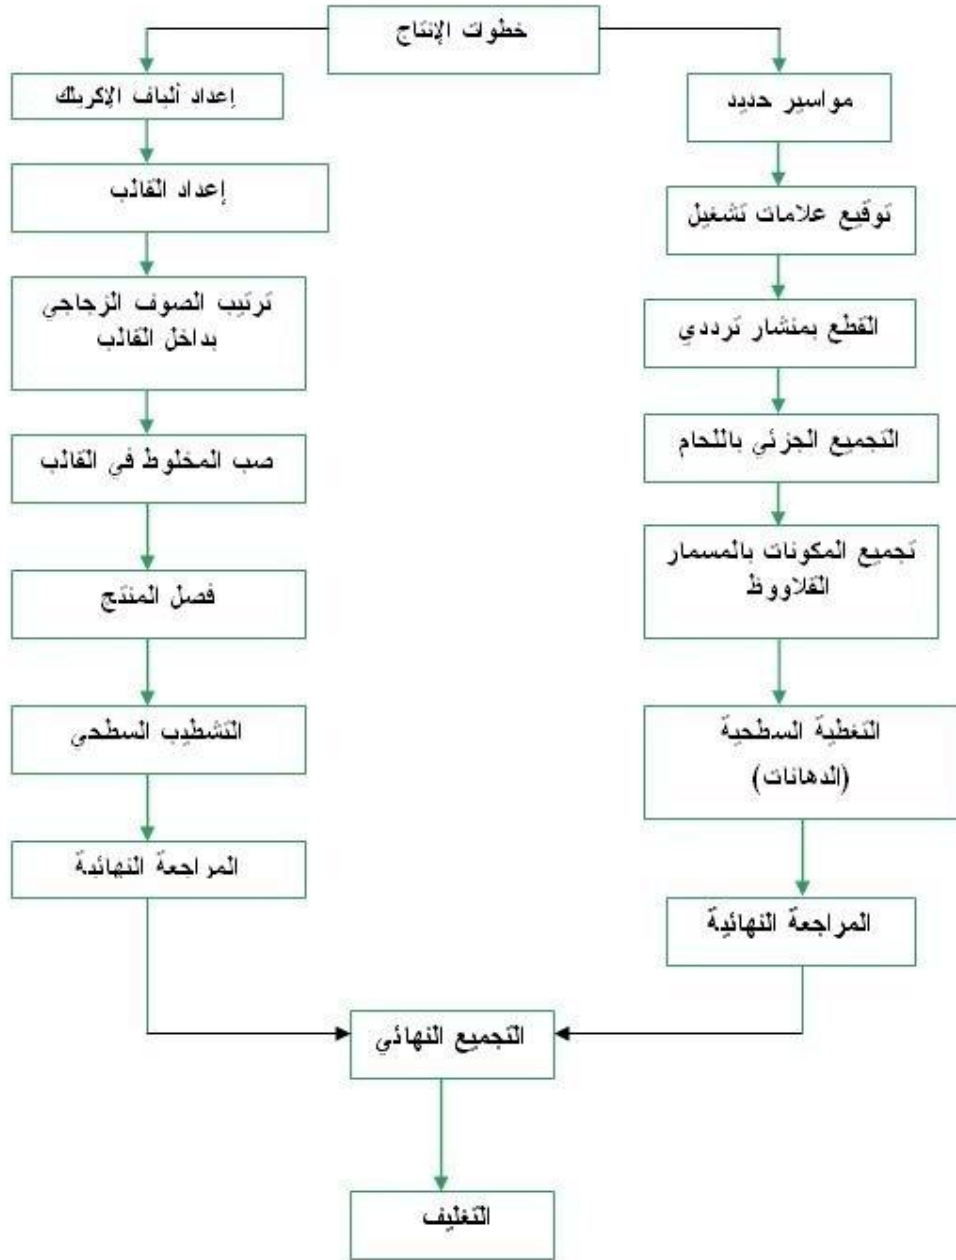 خطوات الإنتاج
مواسير حديد
توقيع علامات تشغيل
القطع بمنشار ترددي
التجميع الجزئي باللحام
تجميع المكونات بالمسمار
القلاووظ
التغطية السطحية
(الدهانات)
المراجعة النهائية
إعداد ألياف الإكريلك
إعداد القالب
ترتيب الصوف الزجاجي
بداخل القالب
صب المخلوط في القالب
فصل المنتج
التشطيب السطحي
المراجعة النهائية
التجميع النهائي
التغليف